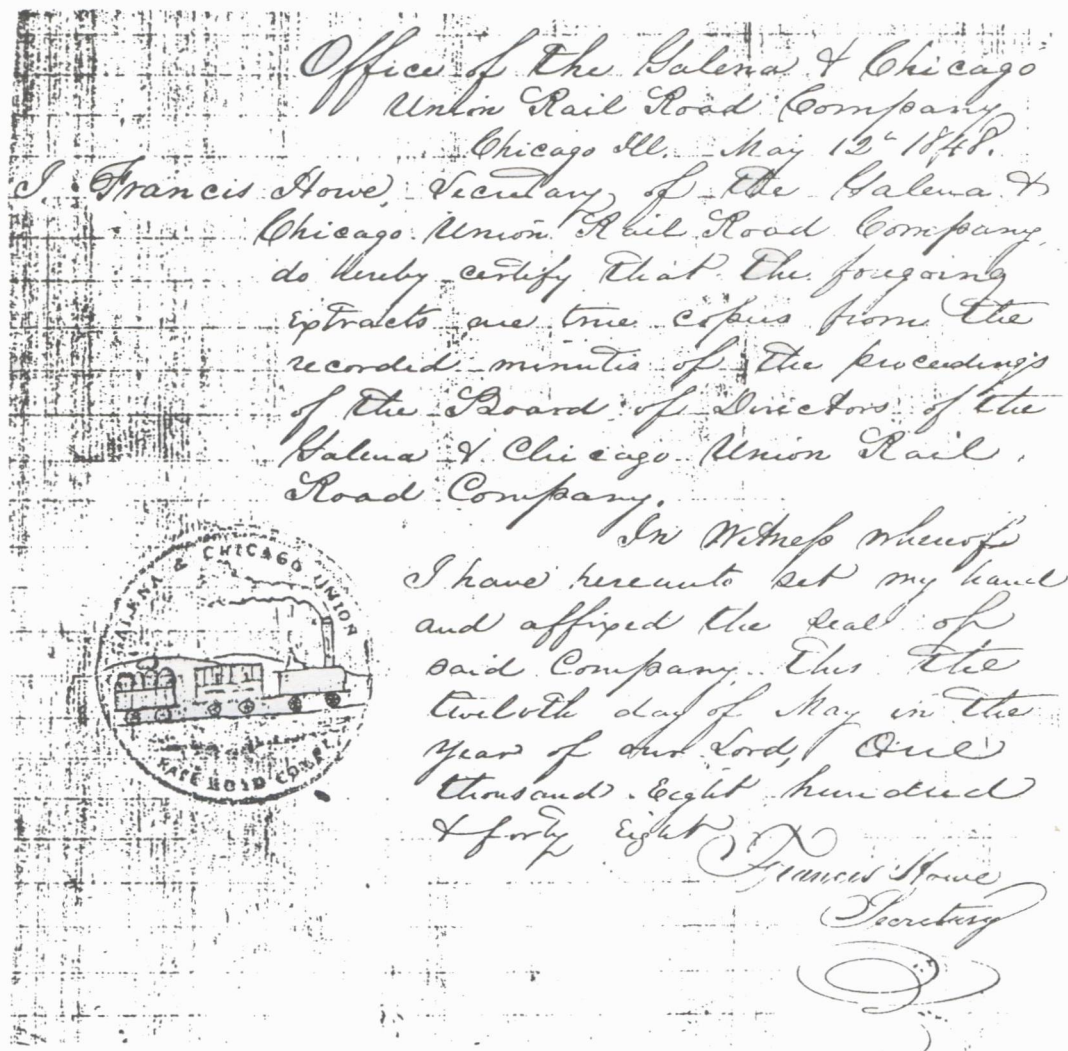 Office of the Galena & Chicago
Union Rail Road Company
Chicago Ill. May 12th 1848.
I. Francis Howe, Secretary of the Galena &
Chicago Union Rail Road Company,
do hereby certify that the foregoing
extracts are true copies from the
recorded minutes of the proceedings
of the Board of Directors of the
Galena & Chicago Union Rail
Road Company.
In Witness whereof
I have hereunto set my hand
and affixed the seal of
said Company this the
twelvth day of May in the
Year of our Lord, One
thousand Eight hundred
& forty Eight
Francis Howe
Secretary
GALENA & CHICAGO UNION
ROAD